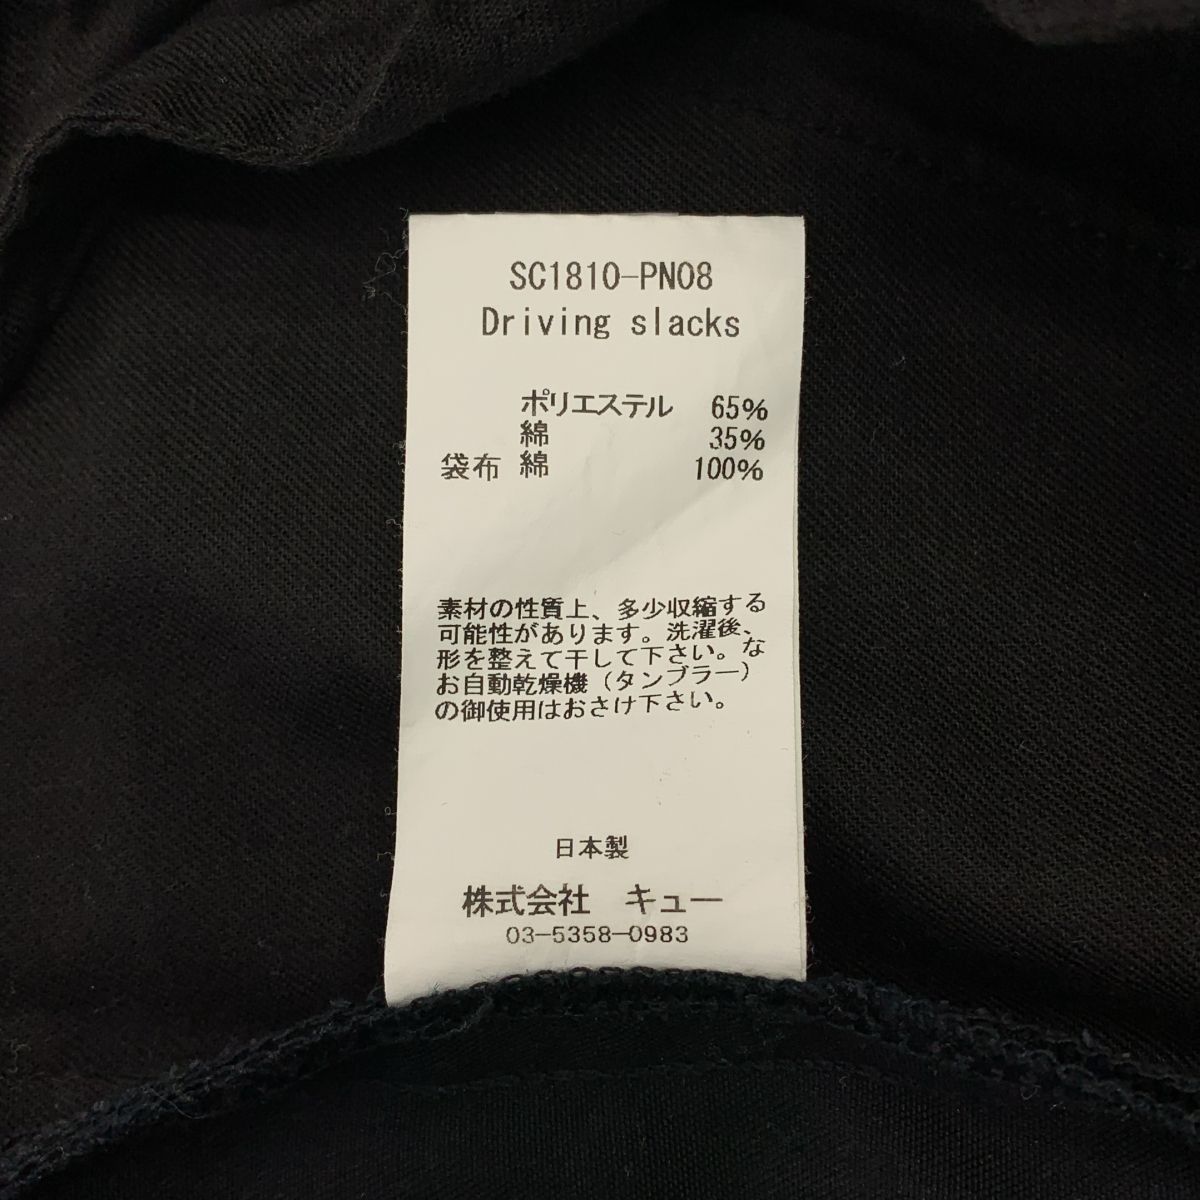 SC1810-PN08
Driving slacks
ポリエステル 65%
綿 35%
袋布 綿 100%
素材の性質上、多少収縮する
可能性があります。洗濯後、
形を整えて干して下さい。な
お自動乾燥機(タンブラー)
の御使用はおさけ下さい。
日本製
株式会社 キュー
03-5358-0983